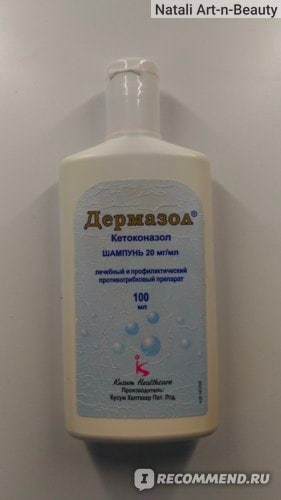 Natali Art-n-Beauty
Дермазол®
Кетоконазол
ШАМПУНЬ 20 мг/мл
лечебный и профилактический
противогрибковый препарат
100
мл
Kusum Healthcare
Производитель:
Кусум Хелтхкер Пвт. Лтд.
IRECOMMEND.RU